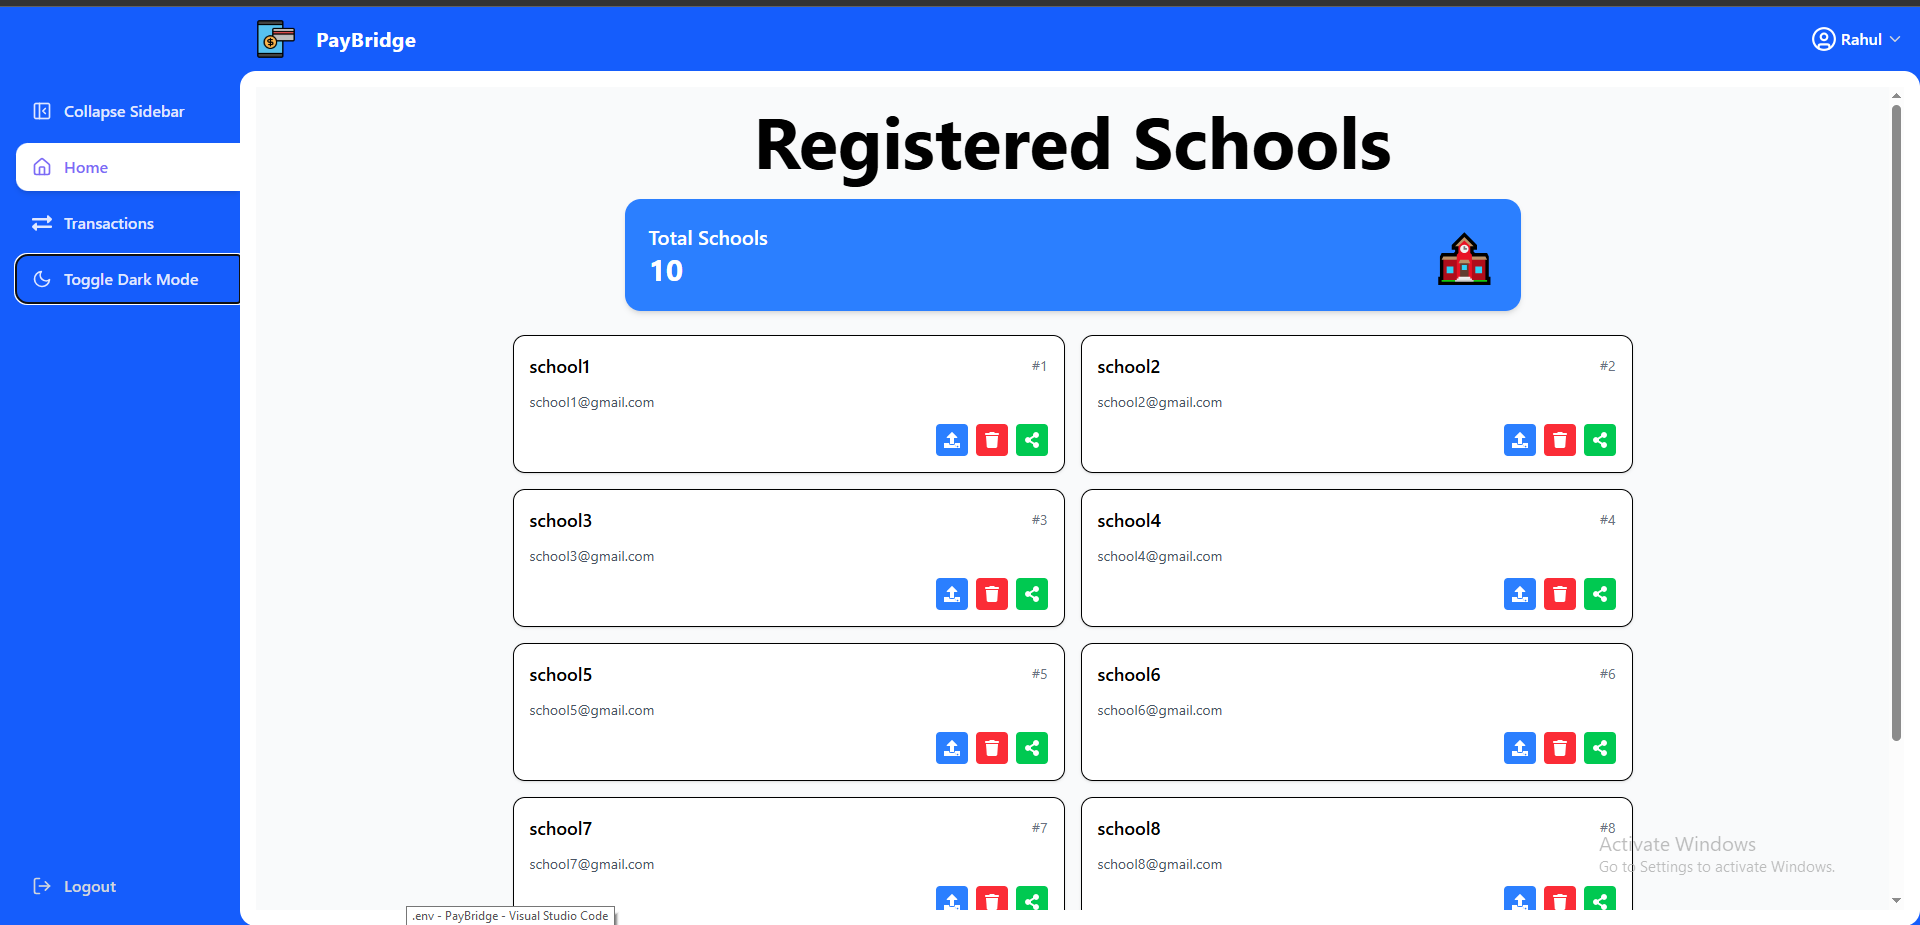 PayBridge
Rahul
Collapse Sidebar
Home
Transactions
Toggle Dark Mode
Logout
Registered Schools
Total Schools
10
school1 #1
school1@gmail.com
school2 #2
school2@gmail.com
school3 #3
school3@gmail.com
school4 #4
school4@gmail.com
school5 #5
school5@gmail.com
school6 #6
school6@gmail.com
school7 #7
school7@gmail.com
school8 #8
school8@gmail.com
Activate Windows
Go to Settings to activate Windows.
.env - PayBridge - Visual Studio Code